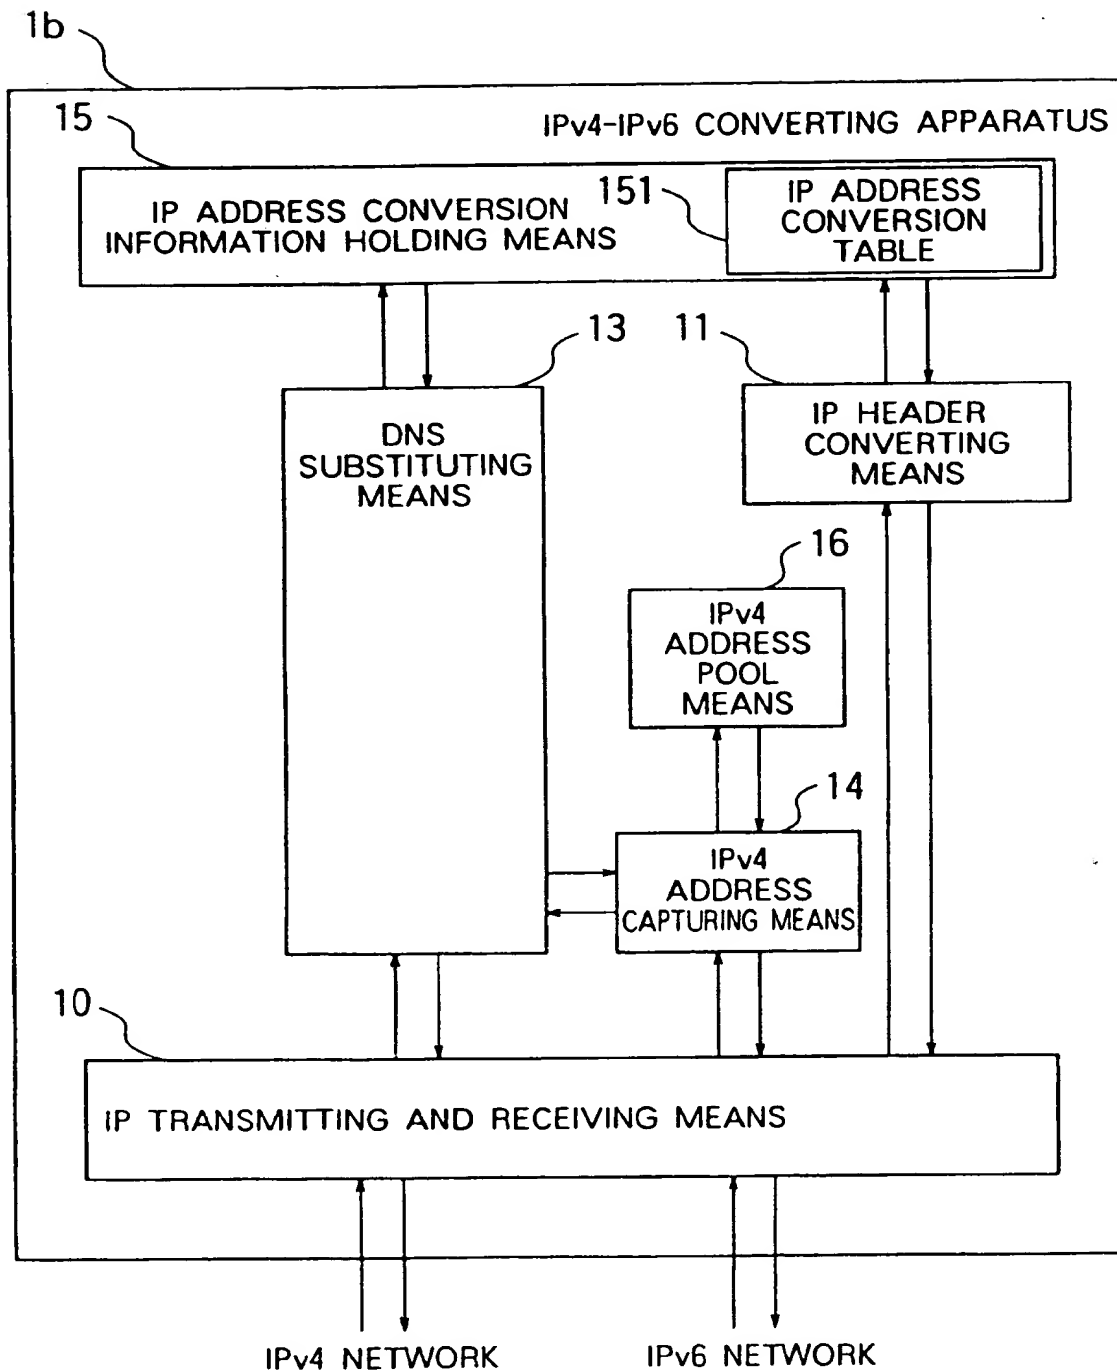 1b
IPv4-IPv6 CONVERTING APPARATUS
15
IP ADDRESS CONVERSION
INFORMATION HOLDING MEANS
151
IP ADDRESS
CONVERSION
TABLE
13
11
DNS
SUBSTITUTING
MEANS
IP HEADER
CONVERTING
MEANS
16
IPv4
ADDRESS
POOL
MEANS
14
IPv4
ADDRESS
CAPTURING MEANS
10
IP TRANSMITTING AND RECEIVING MEANS
IPv4 NETWORK
IPv6 NETWORK